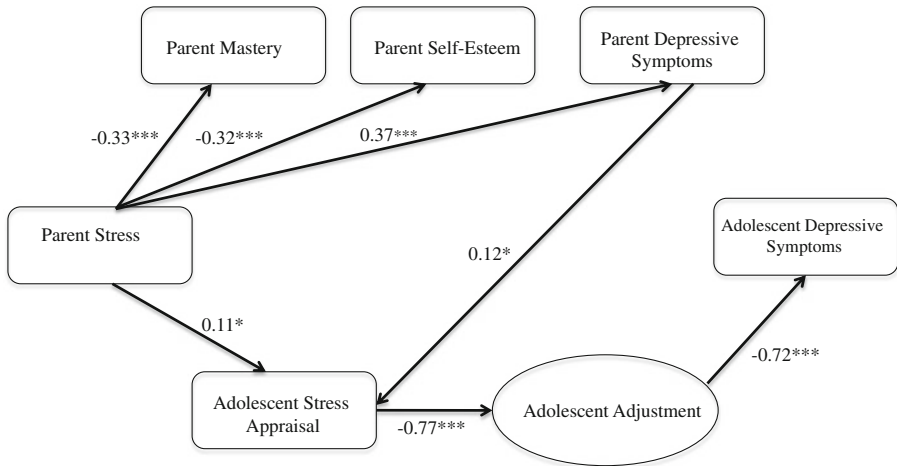 Parent Mastery
Parent Self-Esteem
Parent Depressive
Symptoms
-0.33***
-0.32***
0.37***
Parent Stress
Adolescent Depressive
Symptoms
0.12*
0.11*
-0.72***
Adolescent Stress
Appraisal
-0.77***
Adolescent Adjustment